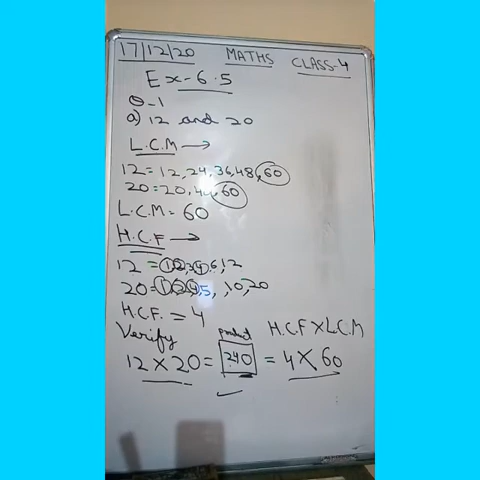 17/12/20 MATHS CLASS-4
Ex-6.5
Q-1
a) 12 and 20
L.C.M →
12 = 12, 24, 36, 48, 60
20 = 20, 40, 60
L.C.M = 60
H.C.F →
12 = 1, 2, 3, 4, 6, 12
20 = 1, 2, 4, 5, , 10, 20
H.C.F. = 4
Verify product H.C.F X L.C.M
12 X 20 = 240 = 4 X 60